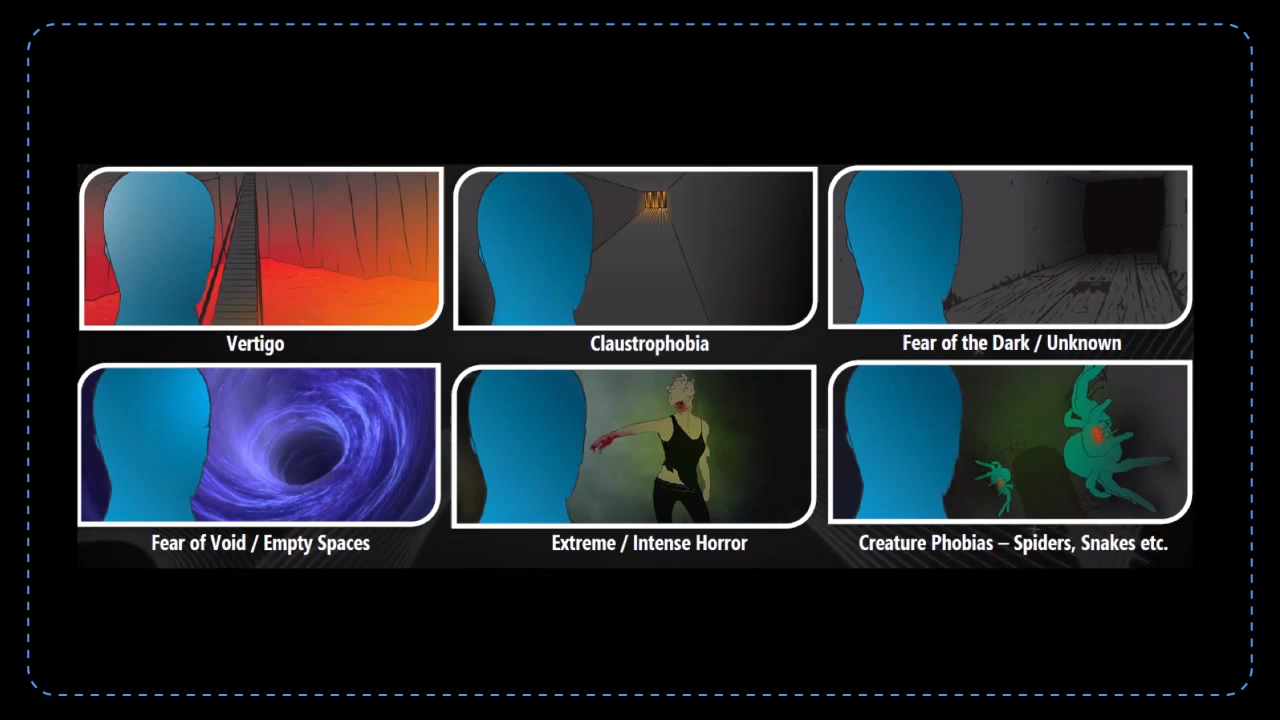 Vertigo
Claustrophobia
Fear of the Dark / Unknown
Fear of Void / Empty Spaces
Extreme / Intense Horror
Creature Phobias – Spiders, Snakes etc.